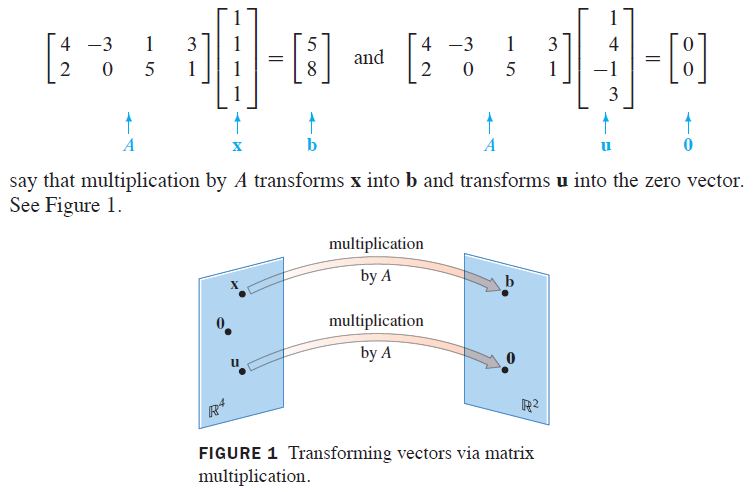 [4 -3 1 3; 2 0 5 1] [1; 1; 1; 1] = [5; 8] and [4 -3 1 3; 2 0 5 1] [1; 4; -1; 3] = [0; 0]
A x b A u 0
say that multiplication by A transforms x into b and transforms u into the zero vector.
See Figure 1.
multiplication
by A
x
b
0
multiplication
by A
u
0
ℝ⁴
ℝ²
FIGURE 1 Transforming vectors via matrix
multiplication.